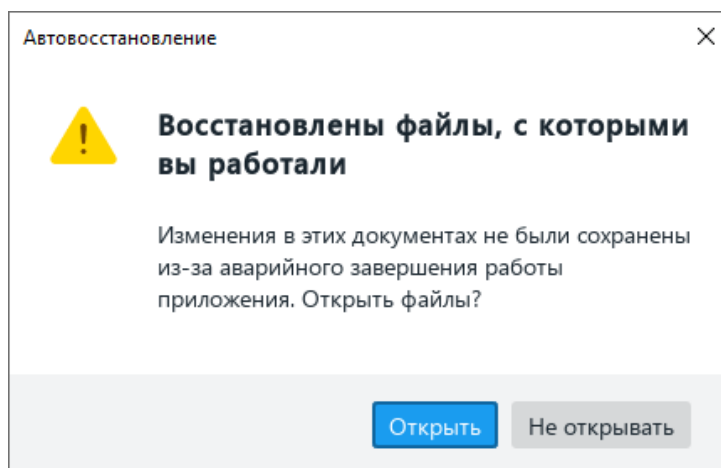 Автовосстановление
Восстановлены файлы, с которыми
вы работали
Изменения в этих документах не были сохранены
из-за аварийного завершения работы
приложения. Открыть файлы?
Открыть
Не открывать